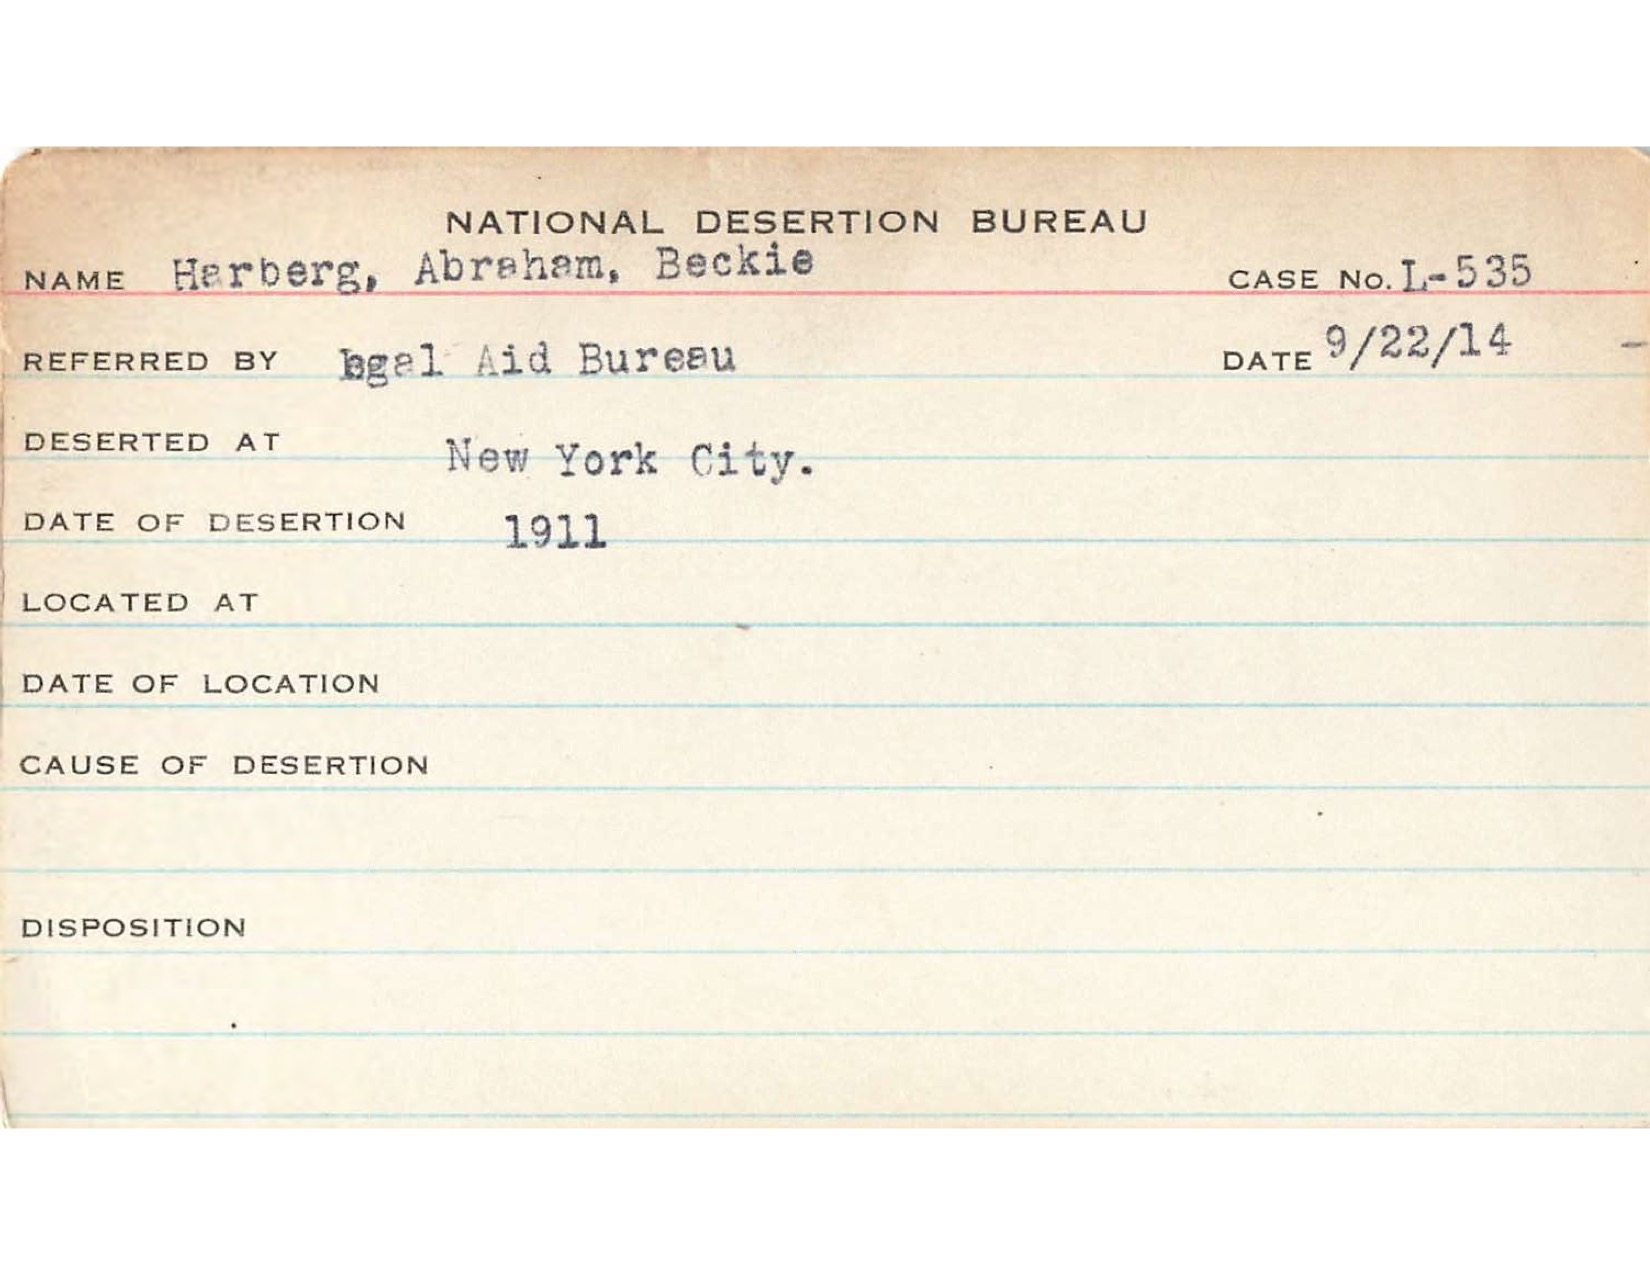 NATIONAL DESERTION BUREAU
NAME Harberg, Abraham, Beckie CASE No. L-535
REFERRED BY Legal Aid Bureau DATE 9/22/14 -
DESERTED AT New York City.
DATE OF DESERTION 1911
LOCATED AT
DATE OF LOCATION
CAUSE OF DESERTION
DISPOSITION